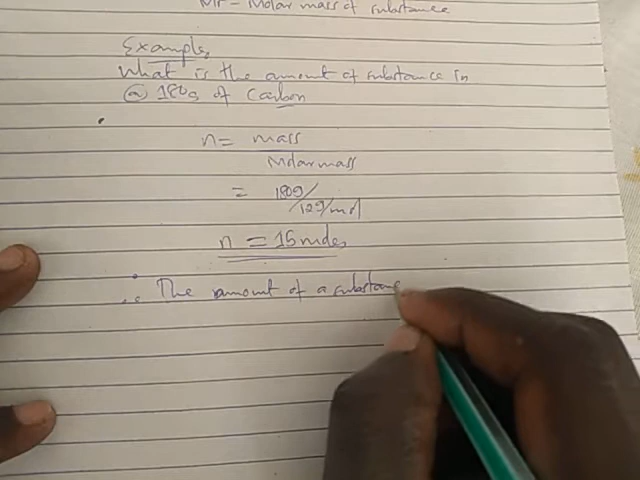 Mr - Molar mass of substance
Example
What is the amount of substance in
(a) 180g of Carbon
n = mass
Molar mass
= 180g/
12g/mol
n = 15 moles
∴ The amount of a substanc